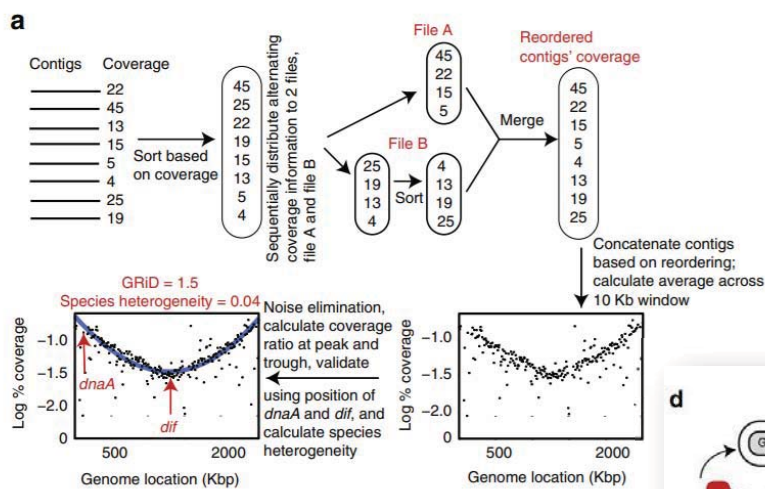 a
Contigs
Coverage
22
45
13
15
5
4
25
19
Sort based
on coverage
45
25
22
19
15
13
5
4
Sequentially distribute alternating
coverage information to 2 files,
file A and file B
File A
45
22
15
5
File B
25
19
13
4
Sort
4
13
19
25
Merge
Reordered
contigs' coverage
45
22
15
5
4
13
19
25
Concatenate contigs
based on reordering;
calculate average across
10 Kb window
Log % coverage
−1.0
−1.5
−2.0
0
500
2000
Genome location (Kbp)
Noise elimination,
calculate coverage
ratio at peak and
trough, validate
using position of
dnaA and dif, and
calculate species
heterogeneity
GRiD = 1.5
Species heterogeneity = 0.04
Log % coverage
−1.0
−1.5
−2.0
0
dnaA
dif
500
2000
Genome location (Kbp)
d
G